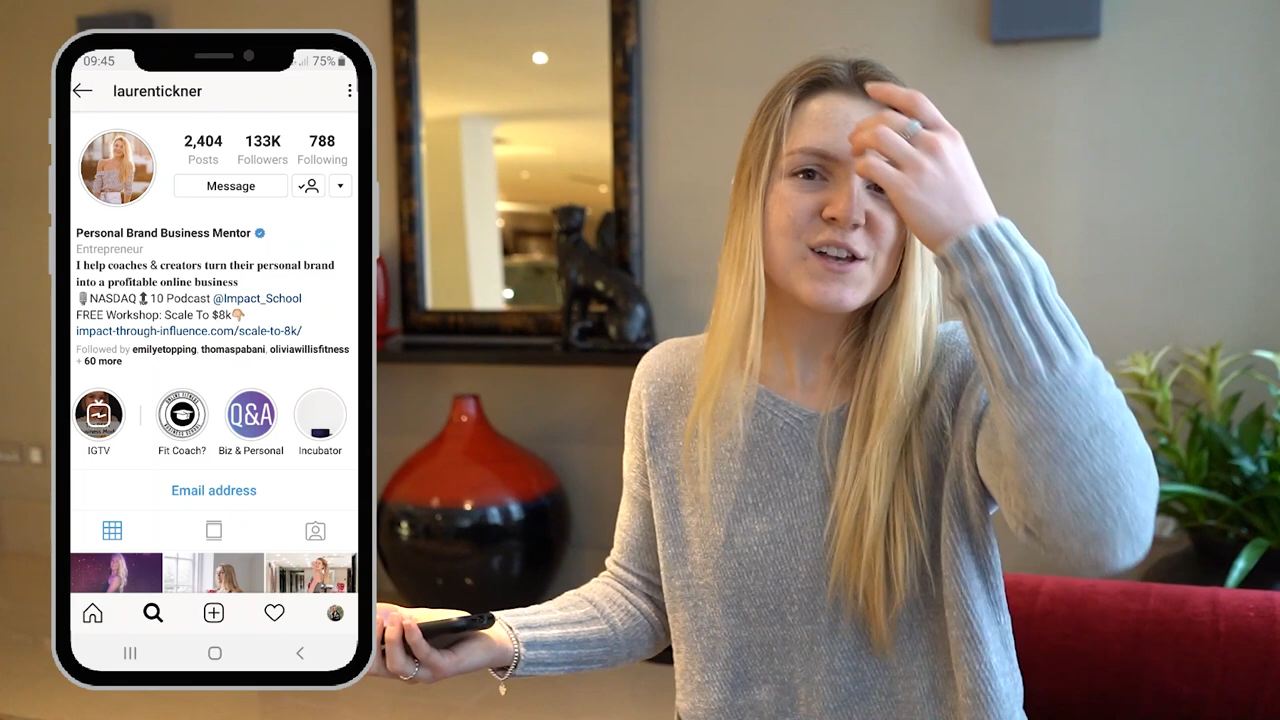 09:45
75%
laurentickner
2,404 133K 788
Posts Followers Following
Message
Personal Brand Business Mentor
Entrepreneur
I help coaches & creators turn their personal brand
into a profitable online business
🎙NASDAQ ⬆10 Podcast @Impact_School
FREE Workshop: Scale To $8k👇🏼
impact-through-influence.com/scale-to-8k/
Followed by emilyetopping, thomaspabani, oliviawillisfitness
+ 60 more
Q&A
IGTV Fit Coach? Biz & Personal Incubator
Email address